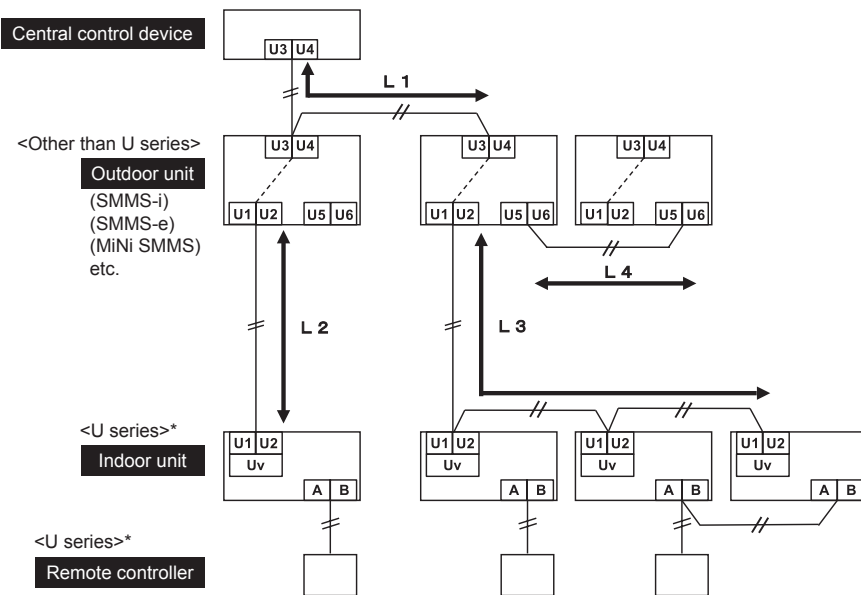 Central control device
U3 U4
L 1
<Other than U series>
Outdoor unit
(SMMS-i)
(SMMS-e)
(MiNi SMMS)
etc.
U3 U4
U3 U4
U3 U4
U1 U2
U5 U6
U1 U2
U5 U6
U1 U2
U5 U6
L 4
L 2
L 3
<U series>*
Indoor unit
U1 U2
Uv
A B
U1 U2
Uv
A B
U1 U2
Uv
A B
U1 U2
Uv
A B
<U series>*
Remote controller